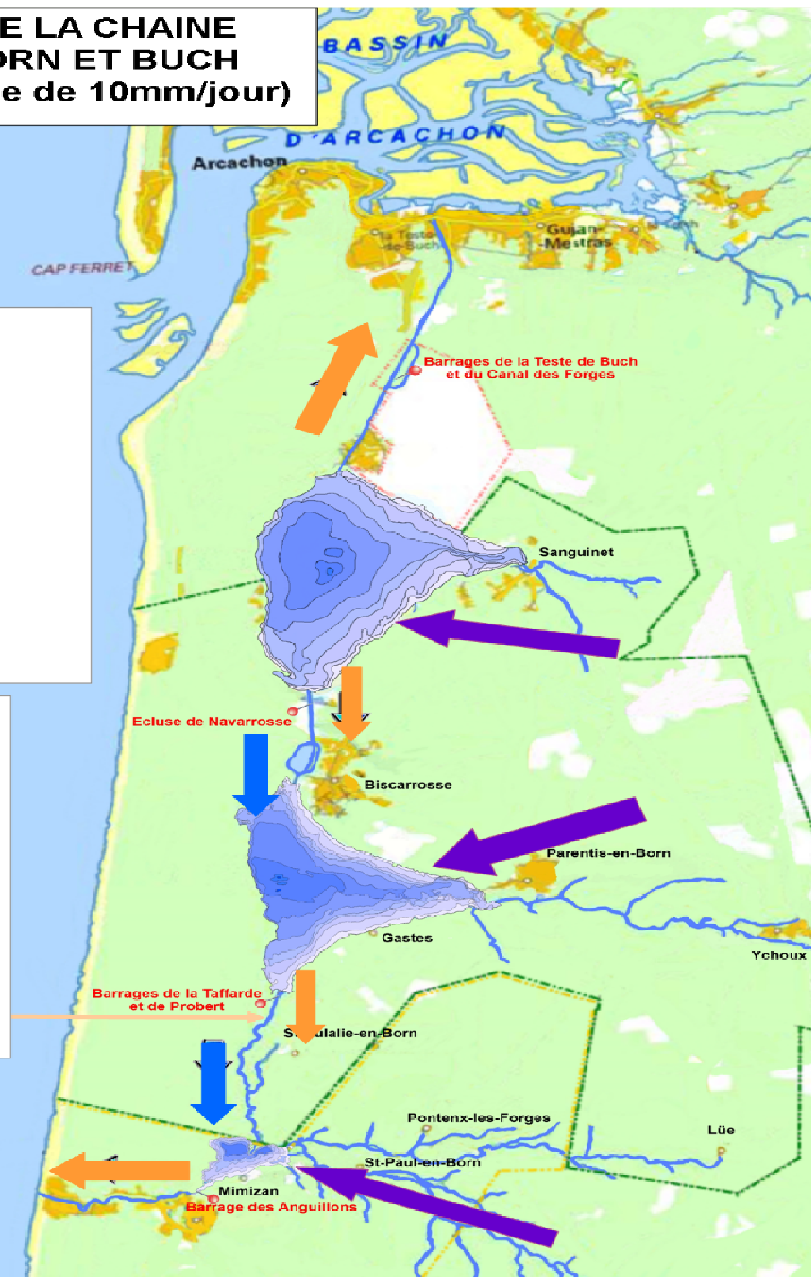 E LA CHAINE
ORN ET BUCH
e de 10mm/jour)
BASSIN
D'ARCACHON
Arcachon
la Teste
-de-Buch
Gujan-
-Mestras
CAP FERRET
Barrages de la Teste de Buch
et du Canal des Forges
Sanguinet
Ecluse de Navarrosse
Biscarrosse
Parentis-en-Born
Gastes
Ychoux
Barrages de la Taffarde
et de Probert
ulalie-en-Born
Pontenx-les-Forges
Lüe
St-Paul-en-Born
Mimizan
Barrage des Anguillons